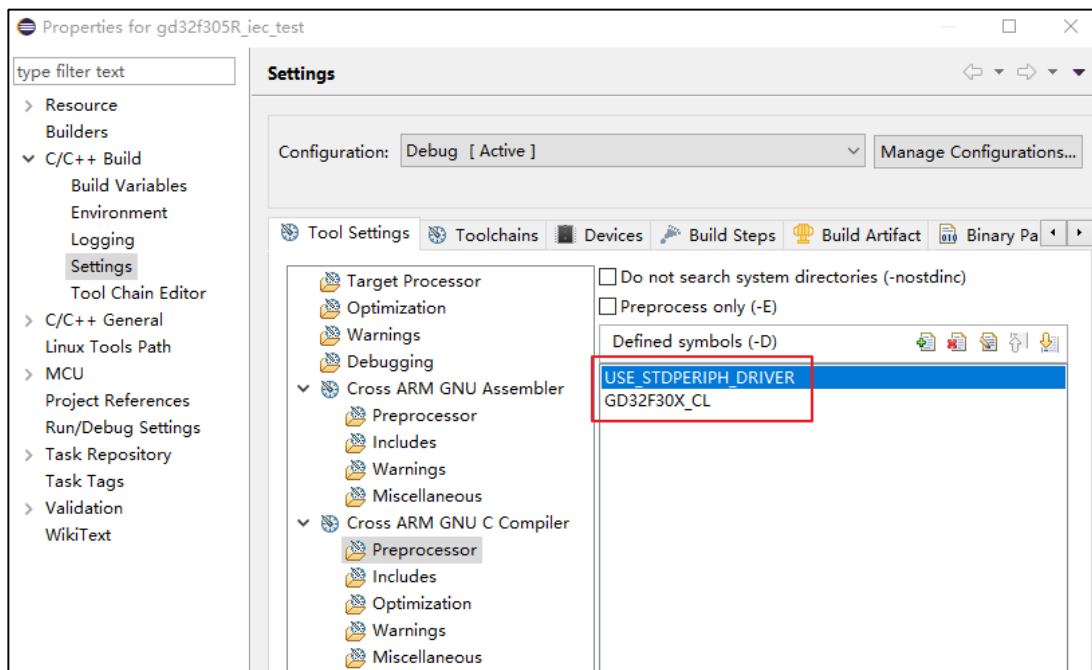 Properties for gd32f305R_iec_test
type filter text
Resource
Builders
C/C++ Build
Build Variables
Environment
Logging
Settings
Tool Chain Editor
C/C++ General
Linux Tools Path
MCU
Project References
Run/Debug Settings
Task Repository
Task Tags
Validation
WikiText
Settings
Configuration: Debug [ Active ] Manage Configurations...
Tool Settings Toolchains Devices Build Steps Build Artifact Binary Pa
Target Processor
Optimization
Warnings
Debugging
Cross ARM GNU Assembler
Preprocessor
Includes
Warnings
Miscellaneous
Cross ARM GNU C Compiler
Preprocessor
Includes
Optimization
Warnings
Miscellaneous
Do not search system directories (-nostdinc)
Preprocess only (-E)
Defined symbols (-D)
USE_STDPERIPH_DRIVER
GD32F30X_CL